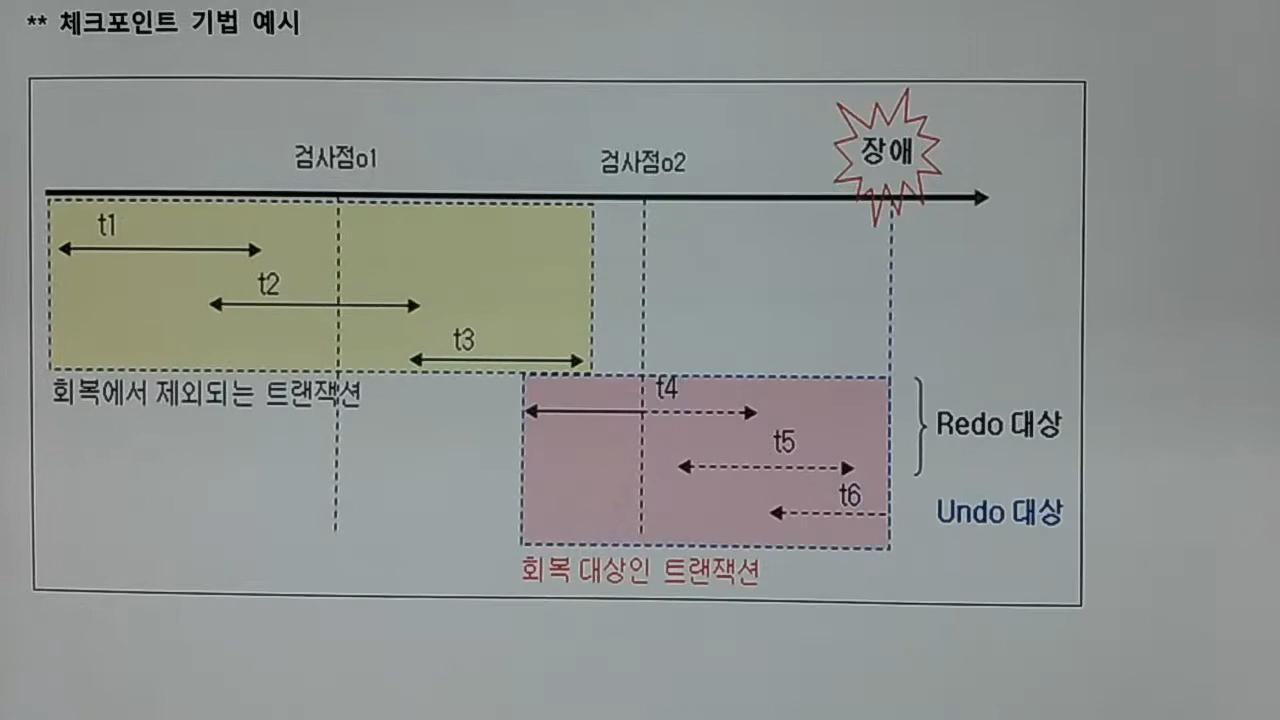 ** 체크포인트 기법 예시
장애
검사점o1
검사점o2
t1
t2
t3
회복에서 제외되는 트랜잭션
t4
Redo 대상
t5
t6
Undo 대상
회복 대상인 트랜잭션